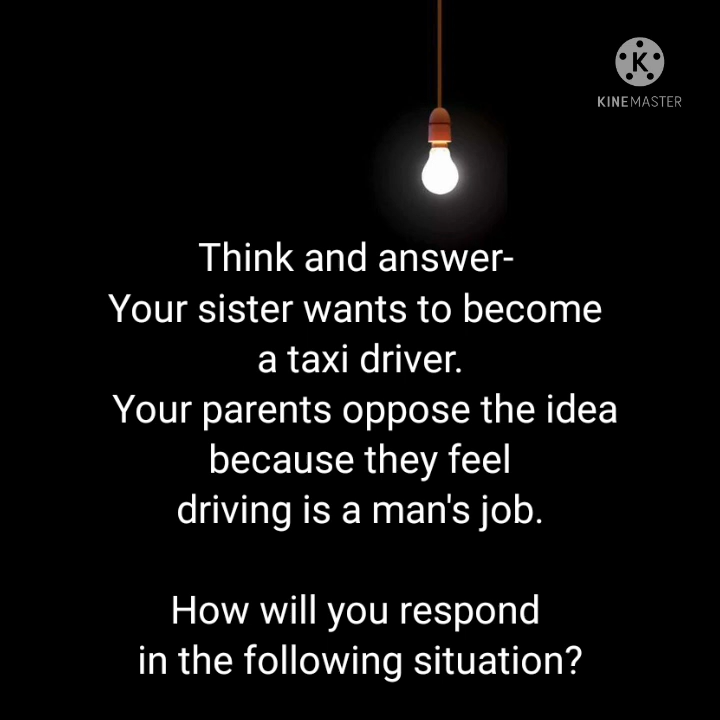 K
KINEMASTER
Think and answer-
Your sister wants to become
a taxi driver.
Your parents oppose the idea
because they feel
driving is a man's job.
How will you respond
in the following situation?